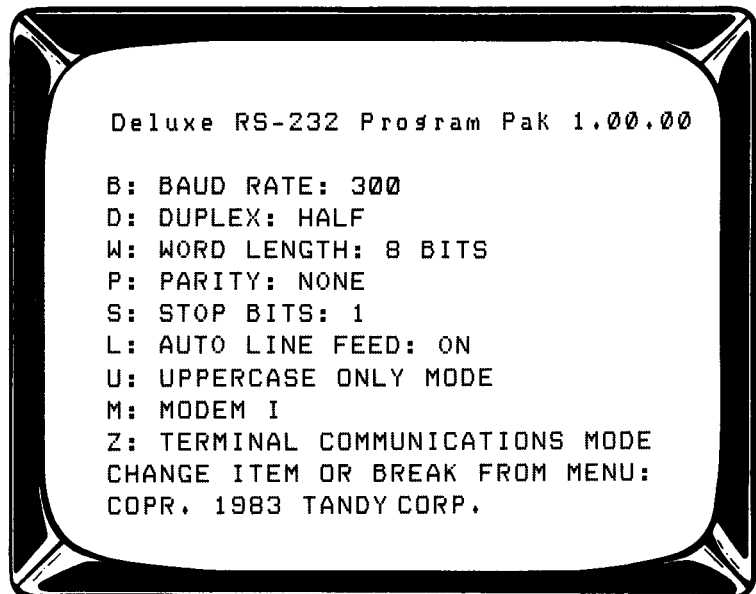 Deluxe RS-232 Program Pak 1.00.00
B: BAUD RATE: 300
D: DUPLEX: HALF
W: WORD LENGTH: 8 BITS
P: PARITY: NONE
S: STOP BITS: 1
L: AUTO LINE FEED: ON
U: UPPERCASE ONLY MODE
M: MODEM I
Z: TERMINAL COMMUNICATIONS MODE
CHANGE ITEM OR BREAK FROM MENU:
COPR. 1983 TANDY CORP.